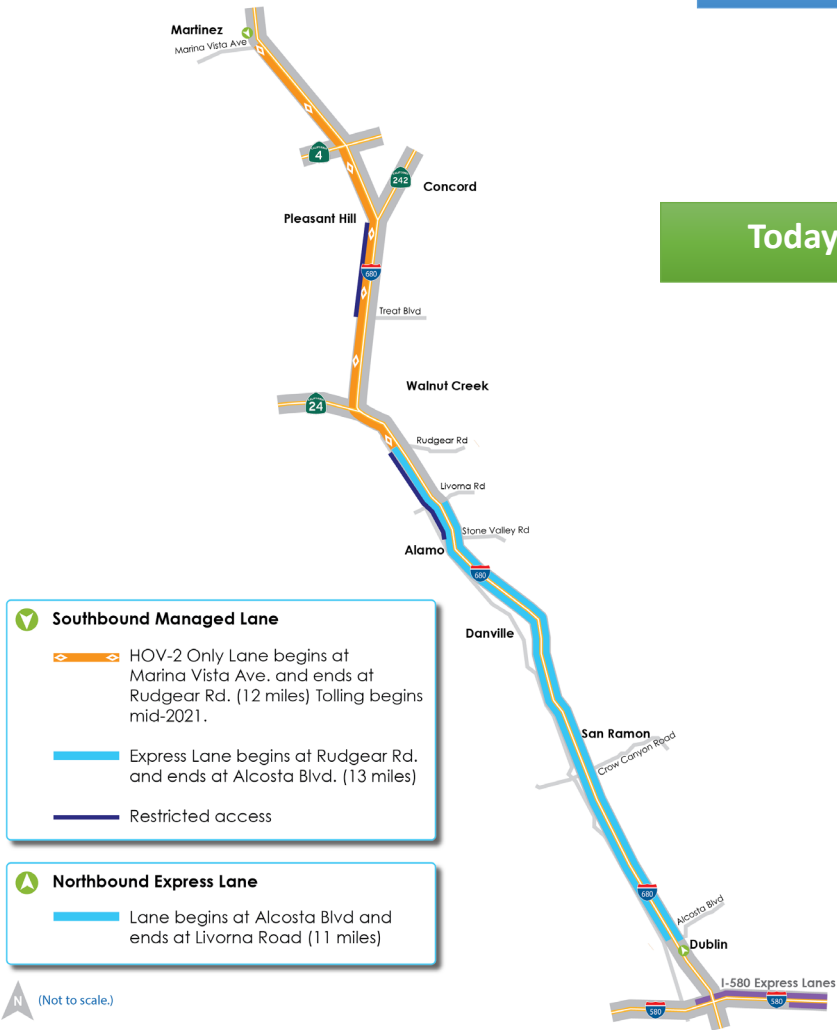 Martinez
Marina Vista Ave
4
242
Concord
Pleasant Hill
Today
680
Treat Blvd
Walnut Creek
24
Rudgear Rd
Livorna Rd
Stone Valley Rd
Alamo
680
Danville
San Ramon
Crow Canyon Road
680
Alcosta Blvd
Dublin
I-580 Express Lanes
580
580
Southbound Managed Lane
HOV-2 Only Lane begins at
Marina Vista Ave. and ends at
Rudgear Rd. (12 miles) Tolling begins
mid-2021.
Express Lane begins at Rudgear Rd.
and ends at Alcosta Blvd. (13 miles)
Restricted access
Northbound Express Lane
Lane begins at Alcosta Blvd and
ends at Livorna Road (11 miles)
N
(Not to scale.)